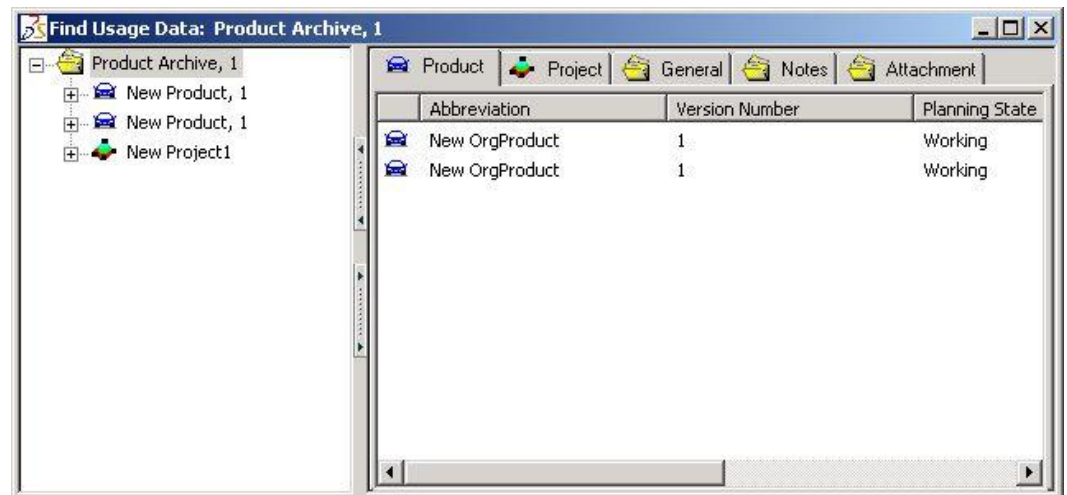 Find Usage Data: Product Archive, 1
Product Archive, 1
New Product, 1
New Product, 1
New Project1
Product Project General Notes Attachment
Abbreviation Version Number Planning State
New OrgProduct 1 Working
New OrgProduct 1 Working